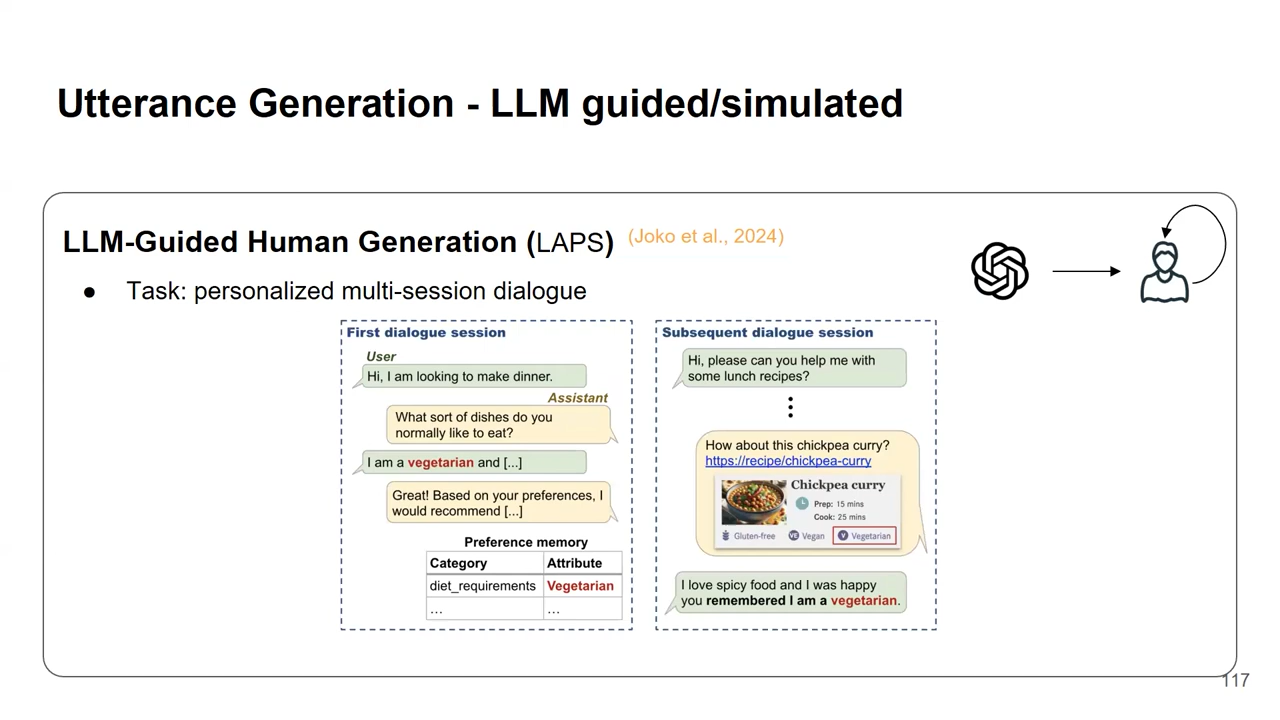 Utterance Generation - LLM guided/simulated
LLM-Guided Human Generation (LAPS) (Joko et al., 2024)
● Task: personalized multi-session dialogue
First dialogue session
User
Hi, I am looking to make dinner.
Assistant
What sort of dishes do you
normally like to eat?
I am a vegetarian and [...]
Great! Based on your preferences, I
would recommend [...]
Preference memory
Category Attribute
diet_requirements Vegetarian
... ...
Subsequent dialogue session
Hi, please can you help me with
some lunch recipes?
How about this chickpea curry?
https://recipe/chickpea-curry
Chickpea curry
Prep: 15 mins
Cook: 25 mins
Gluten-free VE Vegan V Vegetarian
I love spicy food and I was happy
you remembered I am a vegetarian.
117